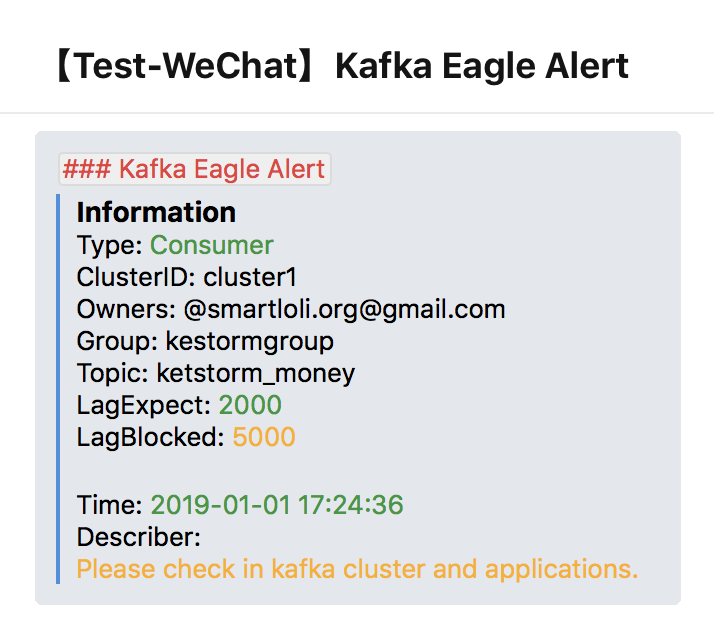 【Test-WeChat】Kafka Eagle Alert
### Kafka Eagle Alert
Information
Type: Consumer
ClusterID: cluster1
Owners: @smartloli.org@gmail.com
Group: kestormgroup
Topic: ketstorm_money
LagExpect: 2000
LagBlocked: 5000
Time: 2019-01-01 17:24:36
Describer:
Please check in kafka cluster and applications.